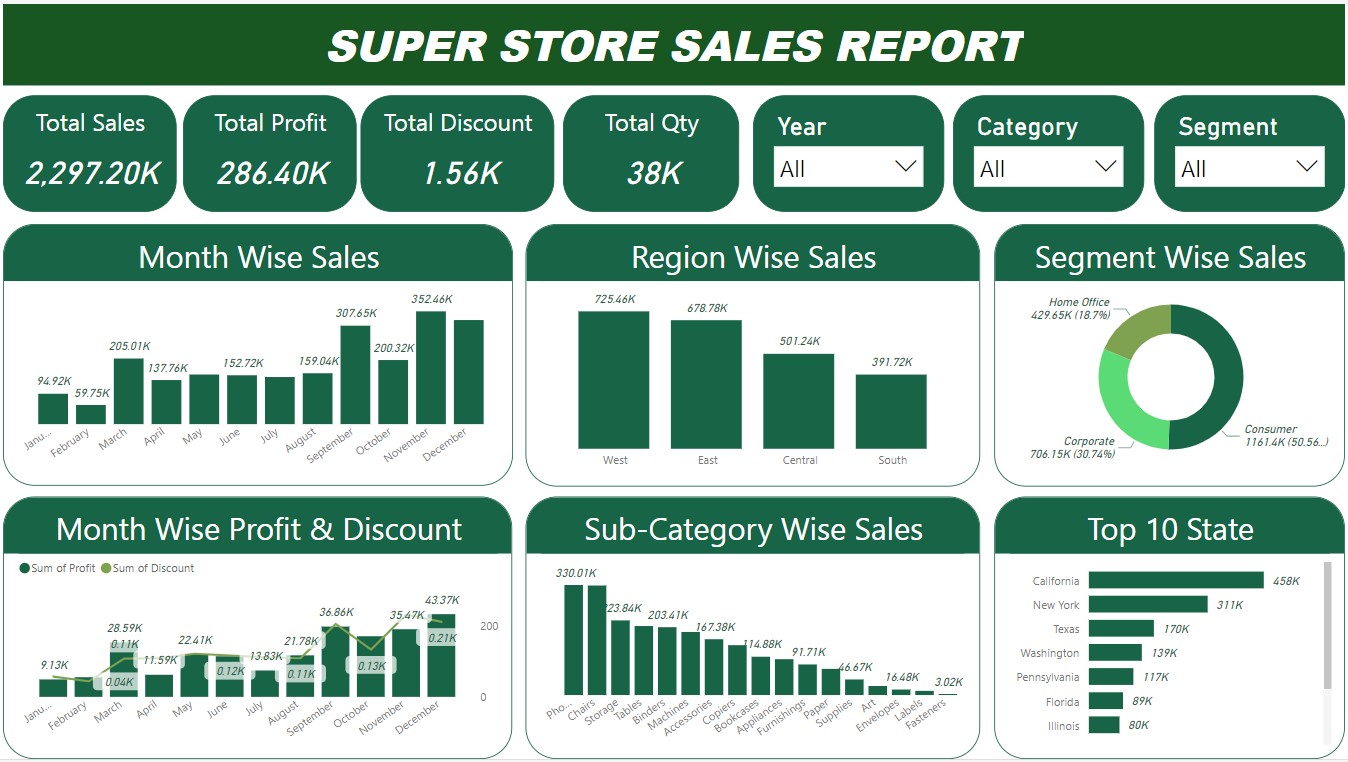 SUPER STORE SALES REPORT
Total Sales
2,297.20K
Total Profit
286.40K
Total Discount
1.56K
Total Qty
38K
Year
All
Category
All
Segment
All
Month Wise Sales
94.92K
59.75K
205.01K
137.76K
152.72K
159.04K
307.65K
200.32K
352.46K
Janu...
February
March
April
May
June
July
August
September
October
November
December
Region Wise Sales
725.46K
678.78K
501.24K
391.72K
West
East
Central
South
Segment Wise Sales
Home Office
429.65K (18.7%)
Corporate
706.15K (30.74%)
Consumer
1161.4K (50.56...)
Month Wise Profit & Discount
Sum of Profit
Sum of Discount
9.13K
28.59K
11.59K
22.41K
13.83K
21.78K
36.86K
35.47K
43.37K
0.04K
0.11K
0.12K
0.11K
0.13K
0.21K
200
0
Janu...
February
March
April
May
June
July
August
September
October
November
December
Sub-Category Wise Sales
330.01K
23.84K
203.41K
167.38K
114.88K
91.71K
46.67K
16.48K
3.02K
Pho...
Chairs
Storage
Tables
Binders
Machines
Accessories
Copiers
Bookcases
Appliances
Furnishings
Paper
Supplies
Art
Envelopes
Labels
Fasteners
Top 10 State
California
458K
New York
311K
Texas
170K
Washington
139K
Pennsylvania
117K
Florida
89K
Illinois
80K